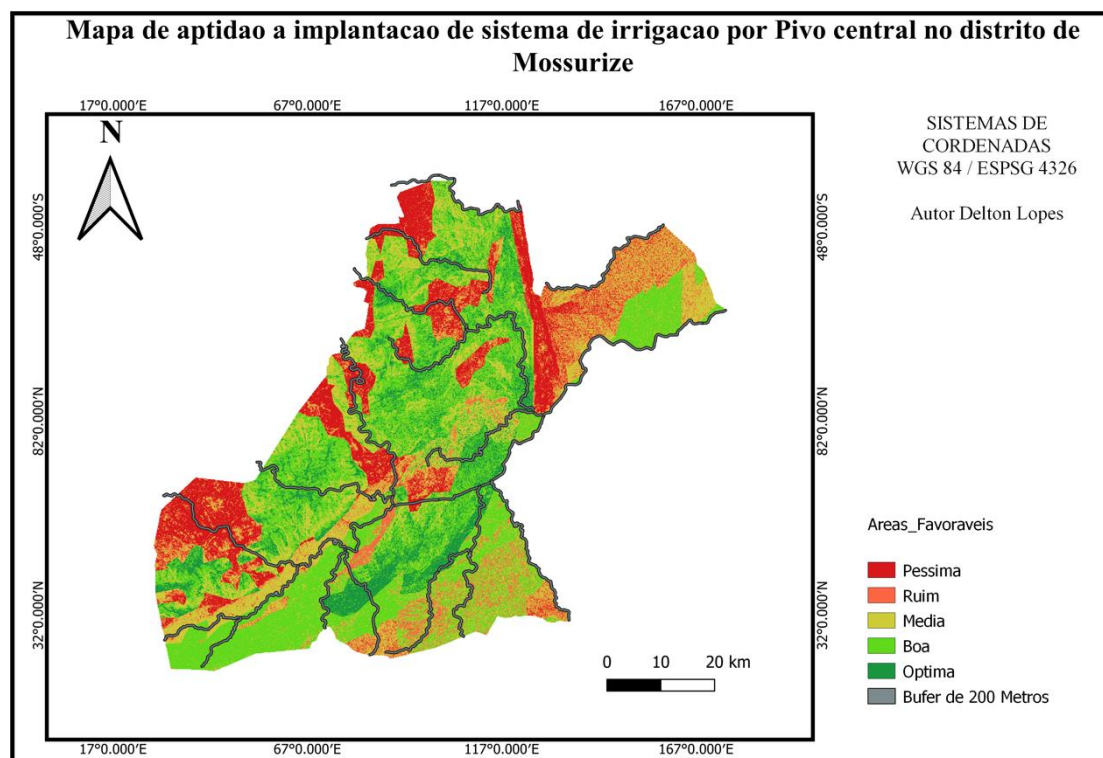 Mapa de aptidao a implantacao de sistema de irrigacao por Pivo central no distrito de
Mossurize
17°0.000'E
67°0.000'E
117°0.000'E
167°0.000'E
N
SISTEMAS DE
CORDENADAS
WGS 84 / ESPSG 4326
Autor Delton Lopes
48°0.000'S
48°0.000'S
82°0.000'N
82°0.000'N
32°0.000'N
32°0.000'N
Areas_Favoraveis
Pessima
Ruim
Media
Boa
Optima
Bufer de 200 Metros
0 10 20 km
17°0.000'E
67°0.000'E
117°0.000'E
167°0.000'E